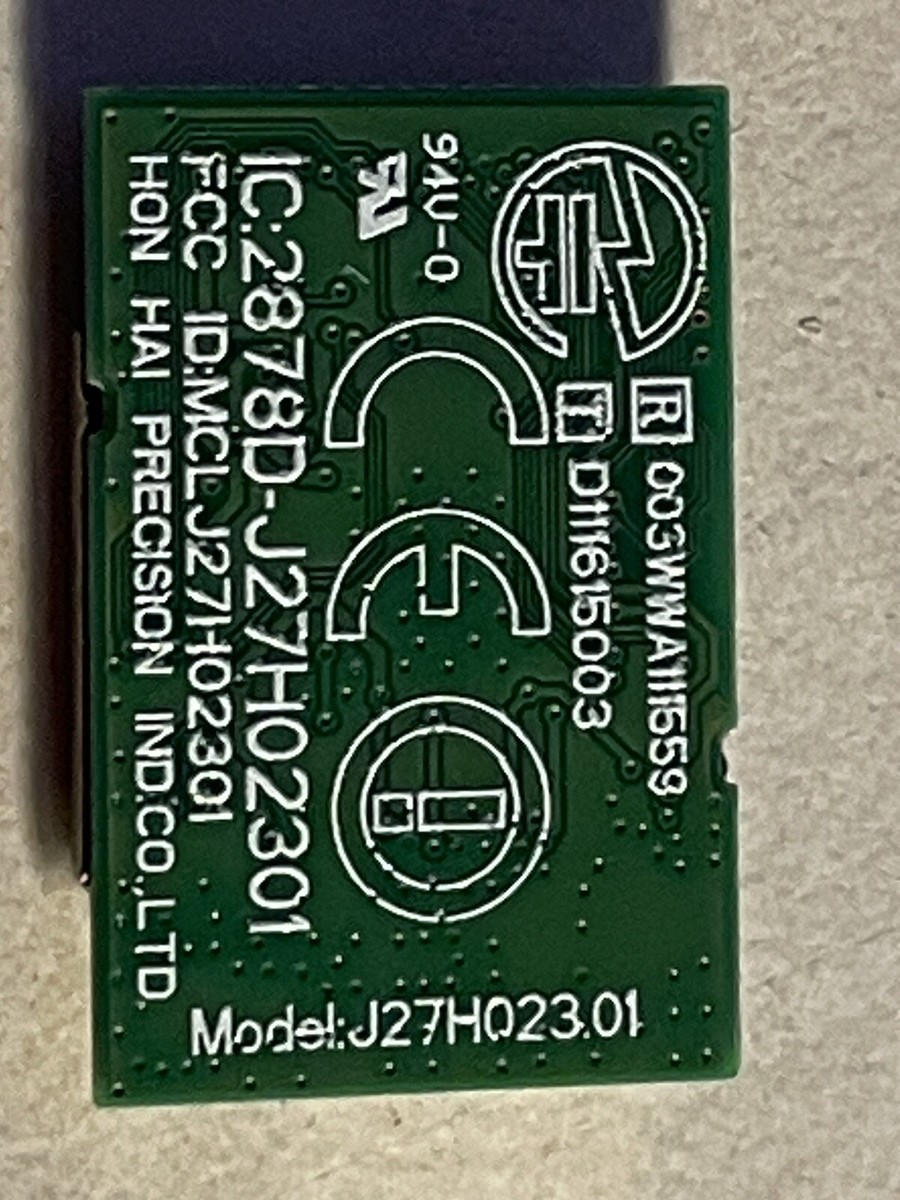 R 003WWA111559
T D111615003
94V-0
CE
IC:2878D-J27H02301
FCC ID:MCLJ27H02301
HON HAI PRECISION IND.CO.,LTD.
Model:J27H023.01